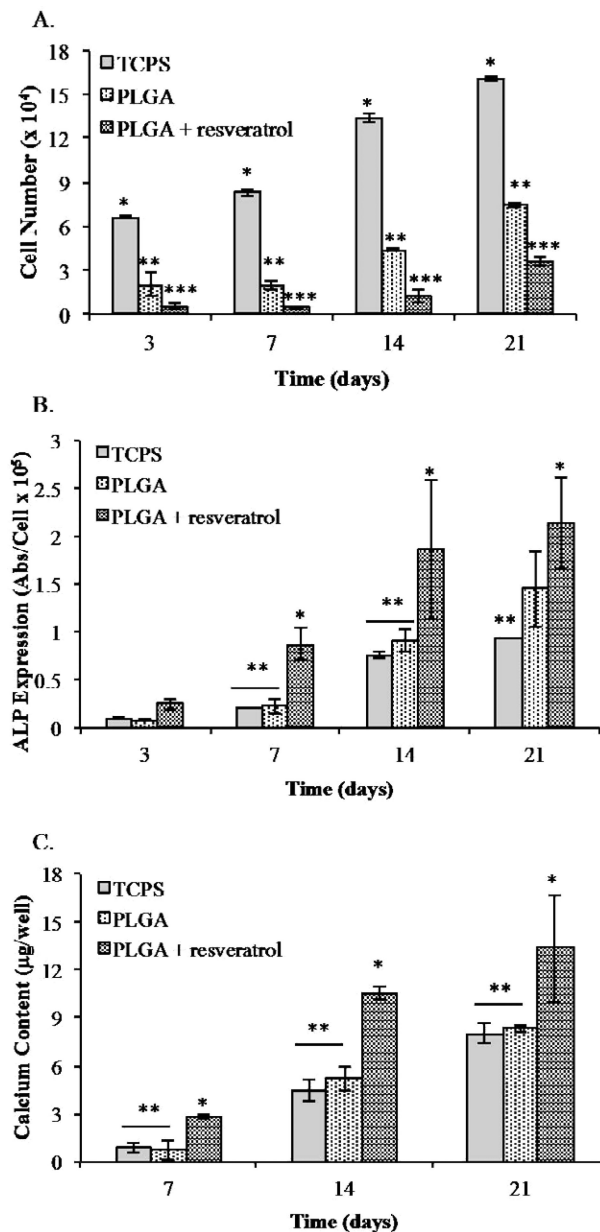 A.
Cell Number (x 10⁴)
18
15
12
9
6
3
0
TCPS
PLGA
PLGA + resveratrol
*
**
***
*
**
***
*
**
***
*
**
***
3 7 14 21
Time (days)
B.
ALP Expression (Abs/Cell x 10⁵)
3
2.5
2
1.5
1
0.5
0
TCPS
PLGA
PLGA + resveratrol
**
*
**
*
**
*
3 7 14 21
Time (days)
C.
Calcium Content (µg/well)
18
15
12
9
6
3
0
TCPS
PLGA
PLGA + resveratrol
**
*
**
*
**
*
7 14 21
Time (days)